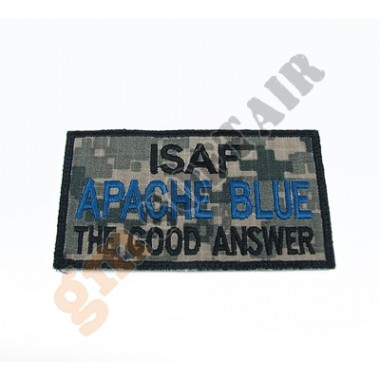 ISAF
APACHE BLUE
THE GOOD ANSWER